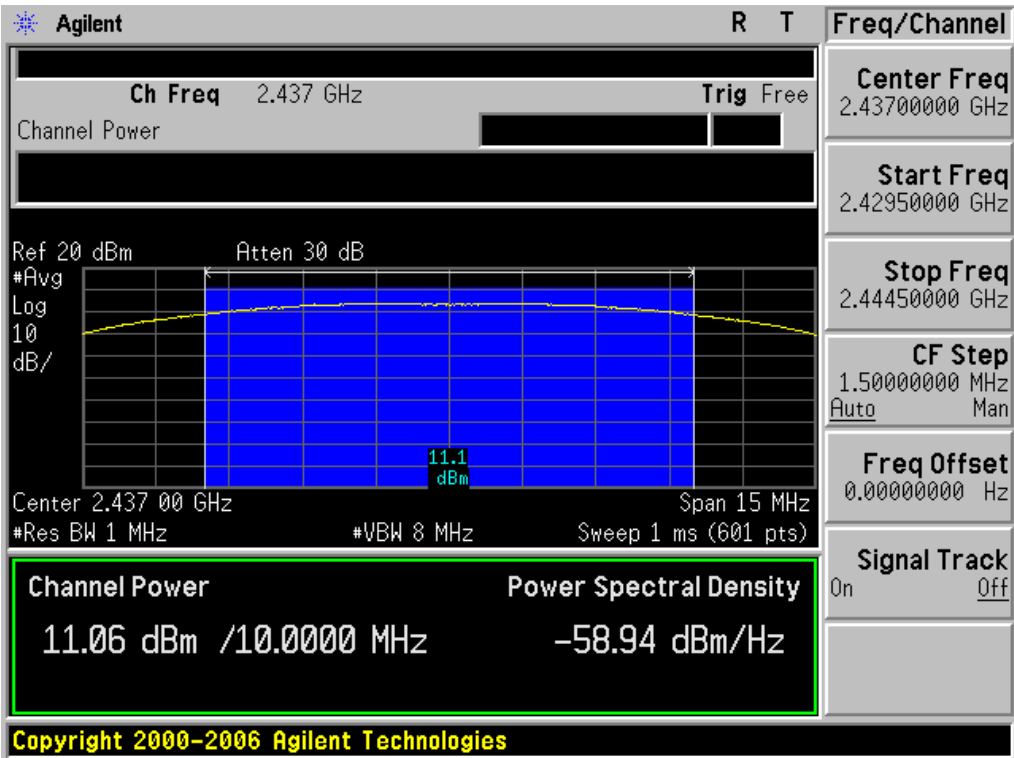 Agilent R T
Ch Freq 2.437 GHz Trig Free
Channel Power
Ref 20 dBm Atten 30 dB
#Avg
Log
10
dB/
11.1
dBm
Center 2.437 00 GHz Span 15 MHz
#Res BW 1 MHz #VBW 8 MHz Sweep 1 ms (601 pts)
Channel Power Power Spectral Density
11.06 dBm /10.0000 MHz -58.94 dBm/Hz
Copyright 2000-2006 Agilent Technologies
Freq/Channel
Center Freq
2.43700000 GHz
Start Freq
2.42950000 GHz
Stop Freq
2.44450000 GHz
CF Step
1.50000000 MHz
Auto Man
Freq Offset
0.00000000 Hz
Signal Track
On Off